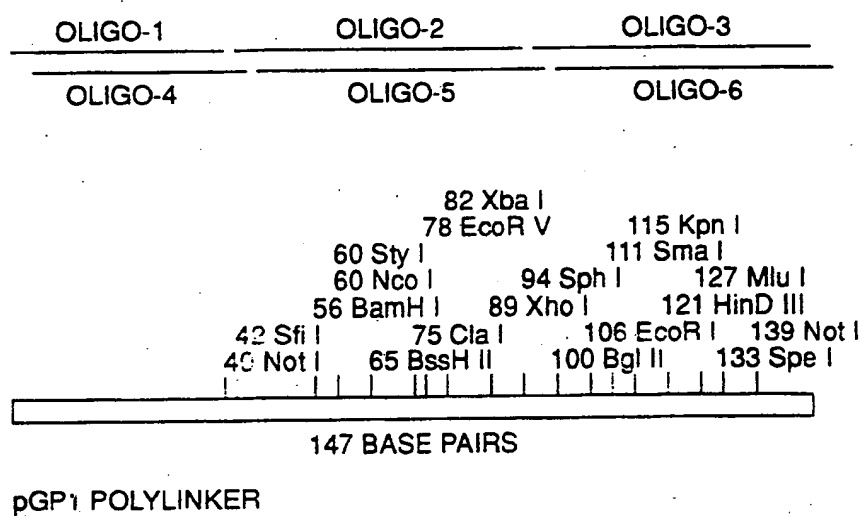 OLIGO-1 OLIGO-2 OLIGO-3
OLIGO-4 OLIGO-5 OLIGO-6
82 Xba I
78 EcoR V 115 Kpn I
60 Sty I 111 Sma I
60 Nco I 94 Sph I 127 Mlu I
56 BamH I 89 Xho I 121 HinD III
42 Sfi I 75 Cla I 106 EcoR I 139 Not I
40 Not I 65 BssH II 100 Bgl II 133 Spe I
147 BASE PAIRS
pGP1 POLYLINKER